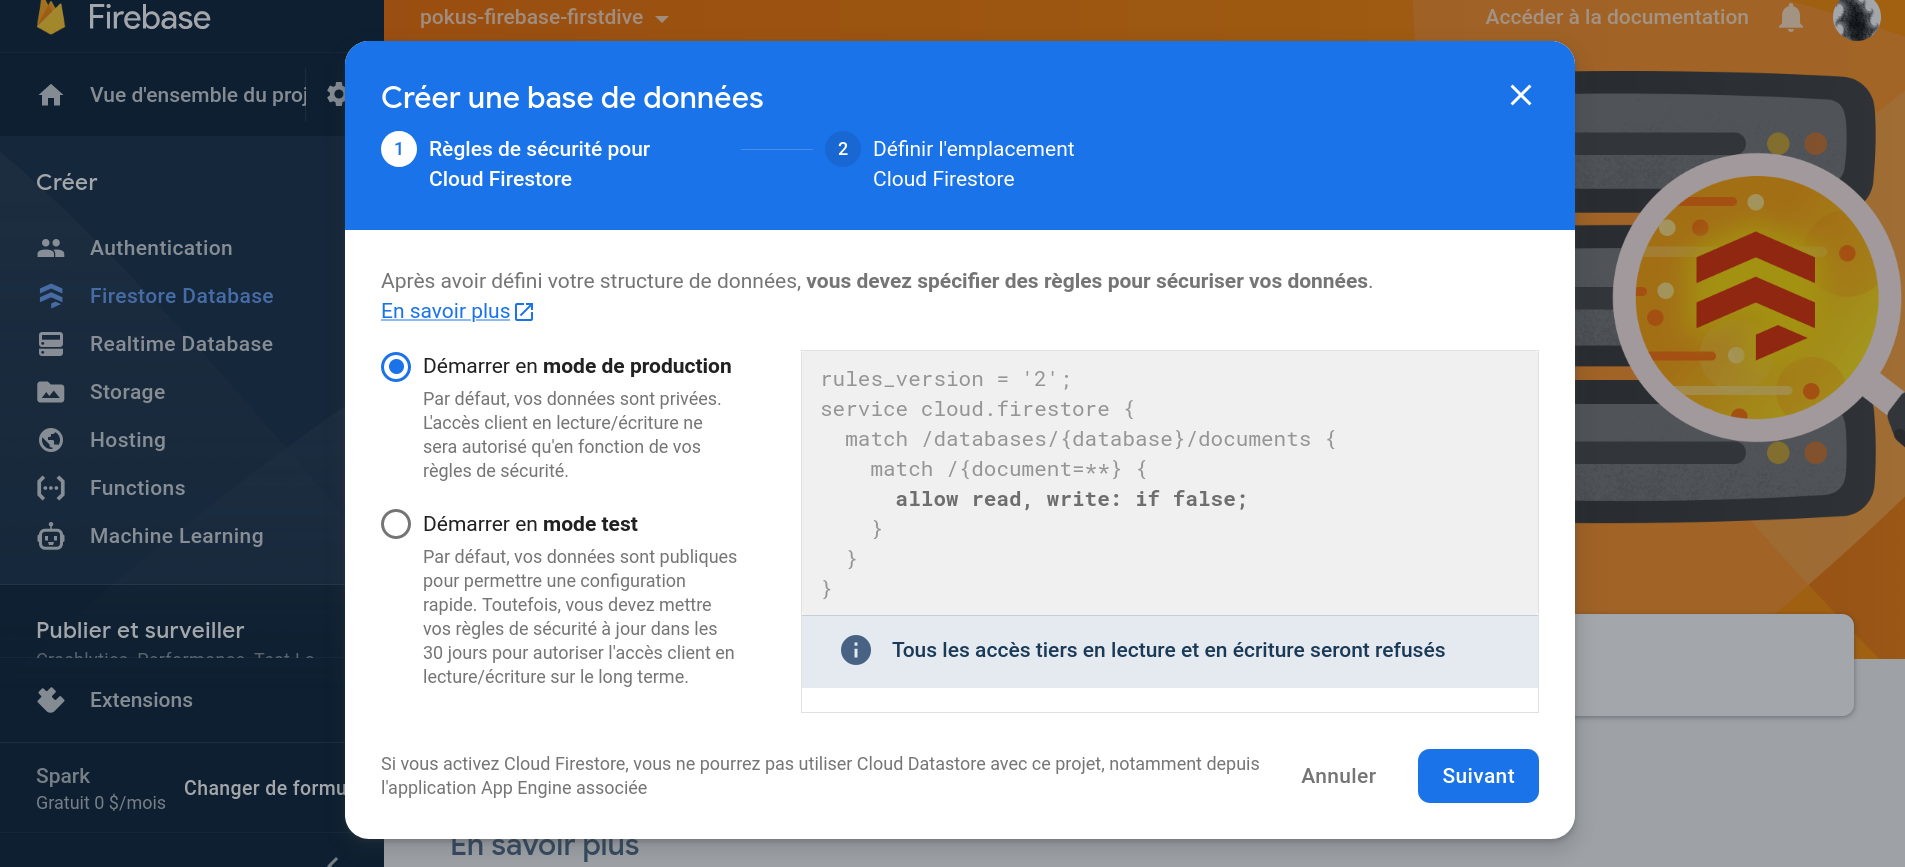 Firebase
pokus-firebase-firstdive
Accéder à la documentation
Vue d'ensemble du proj
Créer
Authentication
Firestore Database
Realtime Database
Storage
Hosting
Functions
Machine Learning
Publier et surveiller
Extensions
Spark
Gratuit 0 $/mois
Changer de formu
Créer une base de données
1
Règles de sécurité pour
Cloud Firestore
2
Définir l'emplacement
Cloud Firestore
Après avoir défini votre structure de données, vous devez spécifier des règles pour sécuriser vos données.
En savoir plus
Démarrer en mode de production
Par défaut, vos données sont privées.
L'accès client en lecture/écriture ne
sera autorisé qu'en fonction de vos
règles de sécurité.
Démarrer en mode test
Par défaut, vos données sont publiques
pour permettre une configuration
rapide. Toutefois, vous devez mettre
vos règles de sécurité à jour dans les
30 jours pour autoriser l'accès client en
lecture/écriture sur le long terme.
rules_version = '2';
service cloud.firestore {
match /databases/{database}/documents {
match /{document=**} {
allow read, write: if false;
}
}
}
Tous les accès tiers en lecture et en écriture seront refusés
Si vous activez Cloud Firestore, vous ne pourrez pas utiliser Cloud Datastore avec ce projet, notamment depuis
l'application App Engine associée
Annuler
Suivant
En savoir plus